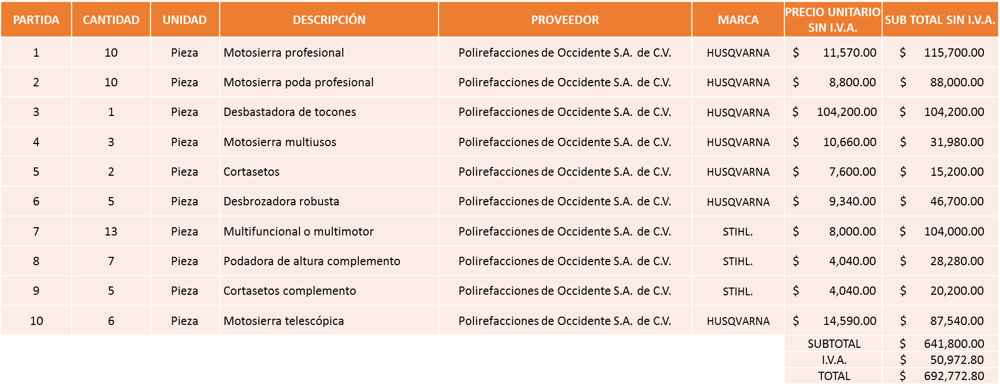 PARTIDA CANTIDAD UNIDAD DESCRIPCIÓN PROVEEDOR MARCA PRECIO UNITARIO SIN I.V.A. SUB TOTAL SIN I.V.A.
1 10 Pieza Motosierra profesional Polirefacciones de Occidente S.A. de C.V. HUSQVARNA $ 11,570.00 $ 115,700.00
2 10 Pieza Motosierra poda profesional Polirefacciones de Occidente S.A. de C.V. HUSQVARNA $ 8,800.00 $ 88,000.00
3 1 Pieza Desbastadora de tocones Polirefacciones de Occidente S.A. de C.V. HUSQVARNA $ 104,200.00 $ 104,200.00
4 3 Pieza Motosierra multiusos Polirefacciones de Occidente S.A. de C.V. HUSQVARNA $ 10,660.00 $ 31,980.00
5 2 Pieza Cortasetos Polirefacciones de Occidente S.A. de C.V. HUSQVARNA $ 7,600.00 $ 15,200.00
6 5 Pieza Desbrozadora robusta Polirefacciones de Occidente S.A. de C.V. HUSQVARNA $ 9,340.00 $ 46,700.00
7 13 Pieza Multifuncional o multimotor Polirefacciones de Occidente S.A. de C.V. STIHL. $ 8,000.00 $ 104,000.00
8 7 Pieza Podadora de altura complemento Polirefacciones de Occidente S.A. de C.V. STIHL. $ 4,040.00 $ 28,280.00
9 5 Pieza Cortasetos complemento Polirefacciones de Occidente S.A. de C.V. STIHL. $ 4,040.00 $ 20,200.00
10 6 Pieza Motosierra telescópica Polirefacciones de Occidente S.A. de C.V. HUSQVARNA $ 14,590.00 $ 87,540.00
SUBTOTAL $ 641,800.00
I.V.A. $ 50,972.80
TOTAL $ 692,772.80